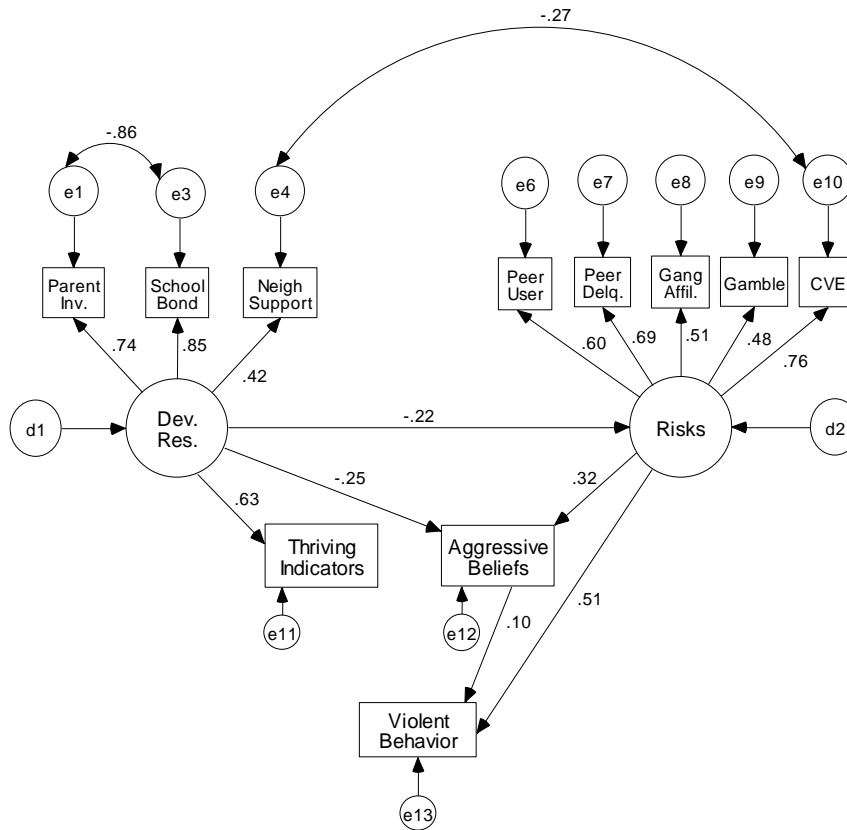 -.27
-.86
e1
e3
e4
e6
e7
e8
e9
e10
Parent
Inv.
School
Bond
Neigh
Support
Peer
User
Peer
Delq.
Gang
Affil.
Gamble
CVE
.74
.85
.42
.60
.69
.51
.48
.76
d1
Dev.
Res.
-.22
Risks
d2
.63
-.25
.32
Thriving
Indicators
Aggressive
Beliefs
e11
e12
.10
.51
Violent
Behavior
e13